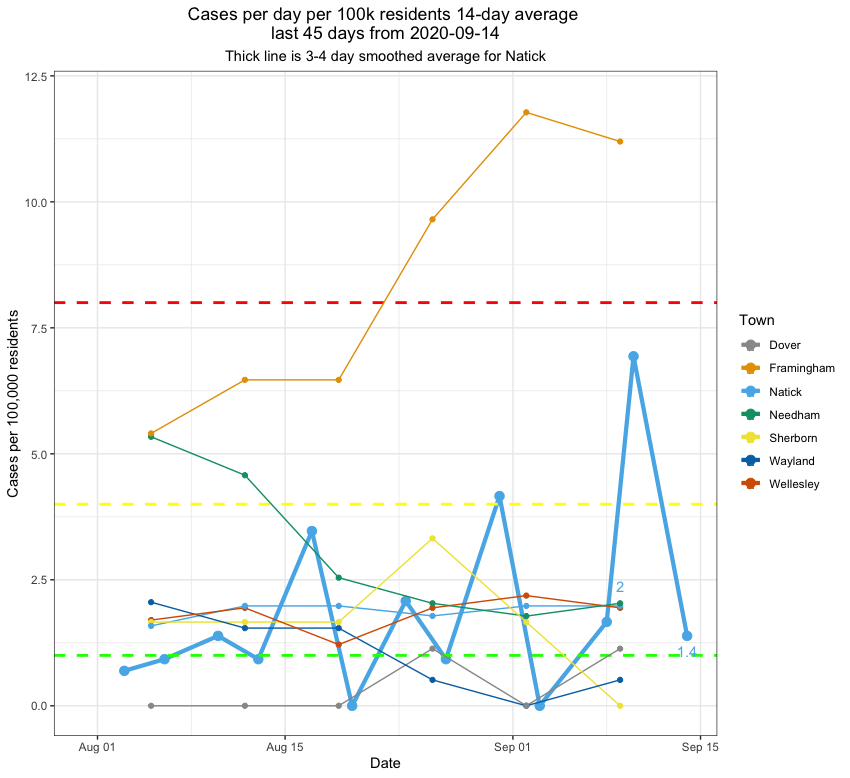 Cases per day per 100k residents 14-day average
last 45 days from 2020-09-14
Thick line is 3-4 day smoothed average for Natick
12.5
10.0
7.5
5.0
2.5
0.0
Cases per 100,000 residents
2
1.4
Aug 01
Aug 15
Sep 01
Sep 15
Date
Town
Dover
Framingham
Natick
Needham
Sherborn
Wayland
Wellesley